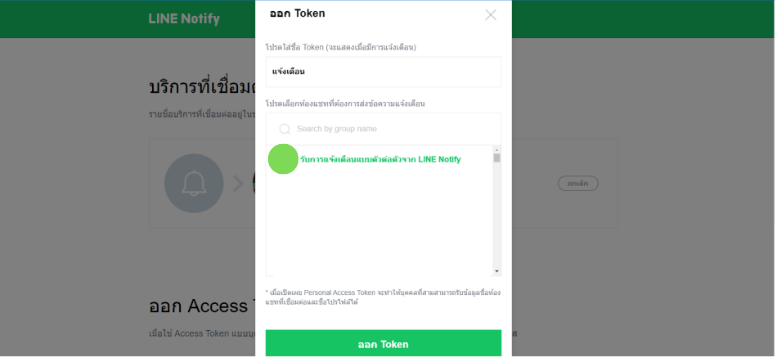 LINE Notify
ออก Token
โปรดใส่ชื่อ Token (จะแสดงเมื่อมีการแจ้งเตือน)
แจ้งเตือน
บริการที่เชื่อมต่
โปรดเลือกห้องแชทที่ต้องการส่งข้อความแจ้งเตือน
รายชื่อบริการที่เชื่อมต่ออยู่ใน
Search by group name
รับการแจ้งเตือนแบบตัวต่อตัวจาก LINE Notify
ยกเลิก
* เมื่อเปิดเผย Personal Access Token จะทำให้บุคคลที่สามสามารถรับข้อมูลชื่อห้อง
แชทที่เชื่อมต่อและชื่อโปรไฟล์ได้
ออก Access
เมื่อใช้ Access Token แบบบุ
ออก Token